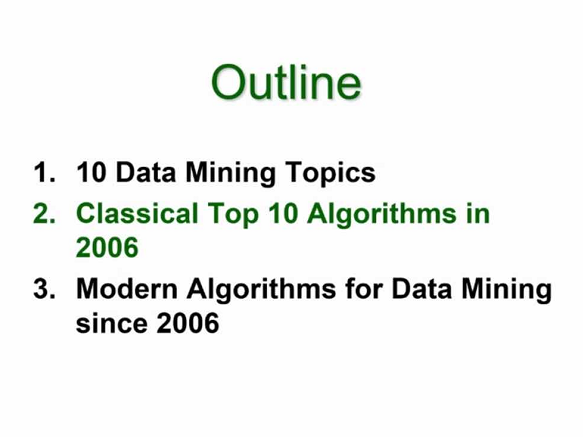 Outline
1. 10 Data Mining Topics
2. Classical Top 10 Algorithms in
2006
3. Modern Algorithms for Data Mining
since 2006